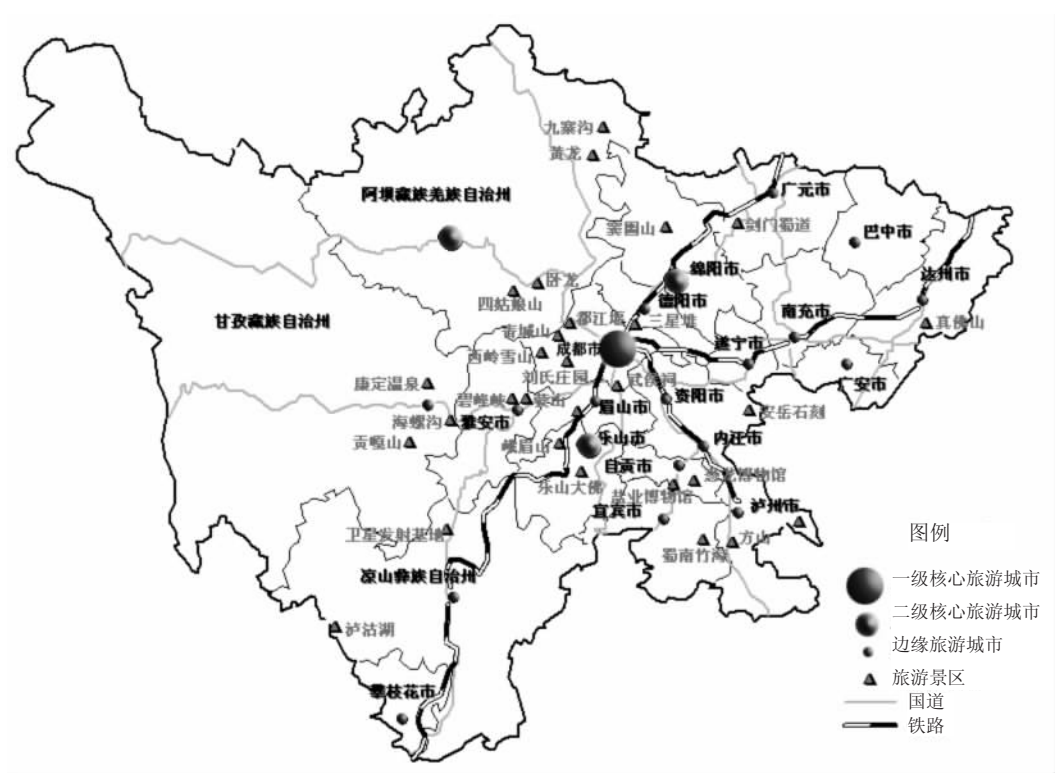 九寨沟
黄龙
阿坝藏族羌族自治州
广元市
窦圌山
剑门蜀道
巴中市
绵阳市
达州市
卧龙
四姑娘山
德阳市
甘孜藏族自治州
都江堰
三星堆
南充市
真佛山
青城山
遂宁市
西岭雪山
成都市
刘氏庄园
广安市
康定温泉
武侯祠
碧峰峡
资阳市
眉山市
安岳石刻
海螺沟
雅安市
贡嘎山
峨眉山
乐山市
内江市
自贡市
恐龙博物馆
乐山大佛
盐业博物馆
宜宾市
泸州市
卫星发射基地
方山
蜀南竹海
凉山彝族自治州
泸沽湖
攀枝花市
图例
一级核心旅游城市
二级核心旅游城市
边缘旅游城市
旅游景区
国道
铁路